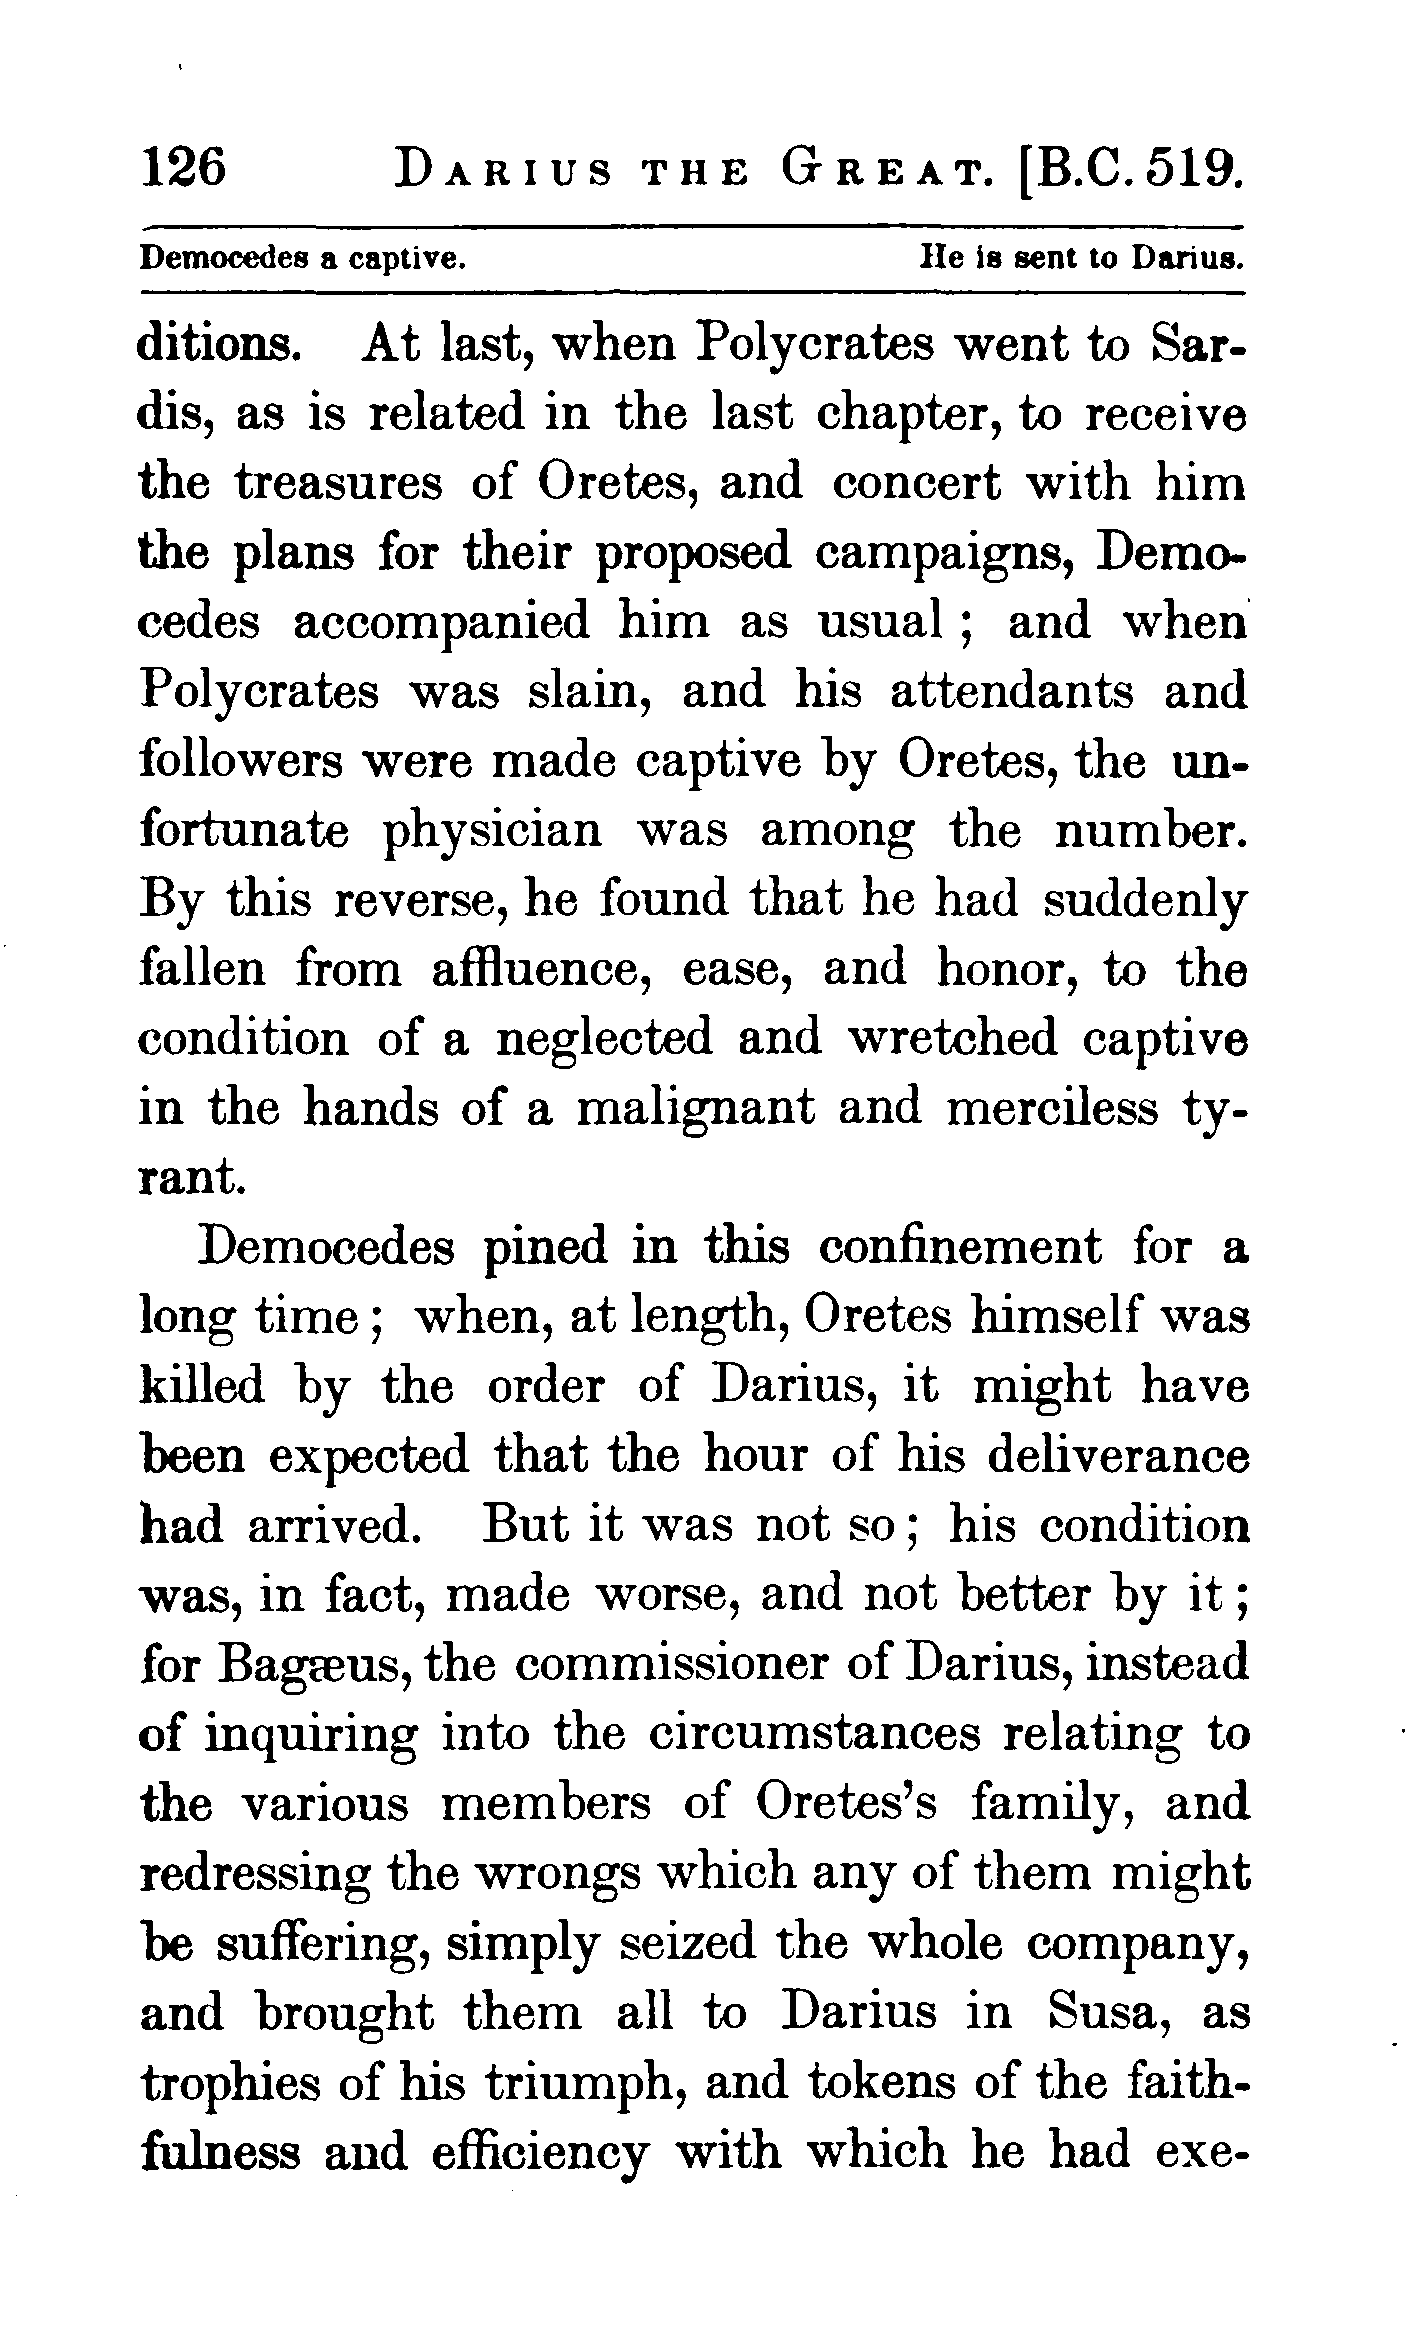 126 DARIUS THE GREAT. [B.C. 519.
Democedes a captive. He is sent to Darius.
ditions. At last, when Polycrates went to Sar-
dis, as is related in the last chapter, to receive
the treasures of Oretes, and concert with him
the plans for their proposed campaigns, Demo-
cedes accompanied him as usual; and when
Polycrates was slain, and his attendants and
followers were made captive by Oretes, the un-
fortunate physician was among the number.
By this reverse, he found that he had suddenly
fallen from affluence, ease, and honor, to the
condition of a neglected and wretched captive
in the hands of a malignant and merciless ty-
rant.
Democedes pined in this confinement for a
long time; when, at length, Oretes himself was
killed by the order of Darius, it might have
been expected that the hour of his deliverance
had arrived. But it was not so; his condition
was, in fact, made worse, and not better by it;
for Bagæus, the commissioner of Darius, instead
of inquiring into the circumstances relating to
the various members of Oretes's family, and
redressing the wrongs which any of them might
be suffering, simply seized the whole company,
and brought them all to Darius in Susa, as
trophies of his triumph, and tokens of the faith-
fulness and efficiency with which he had exe-